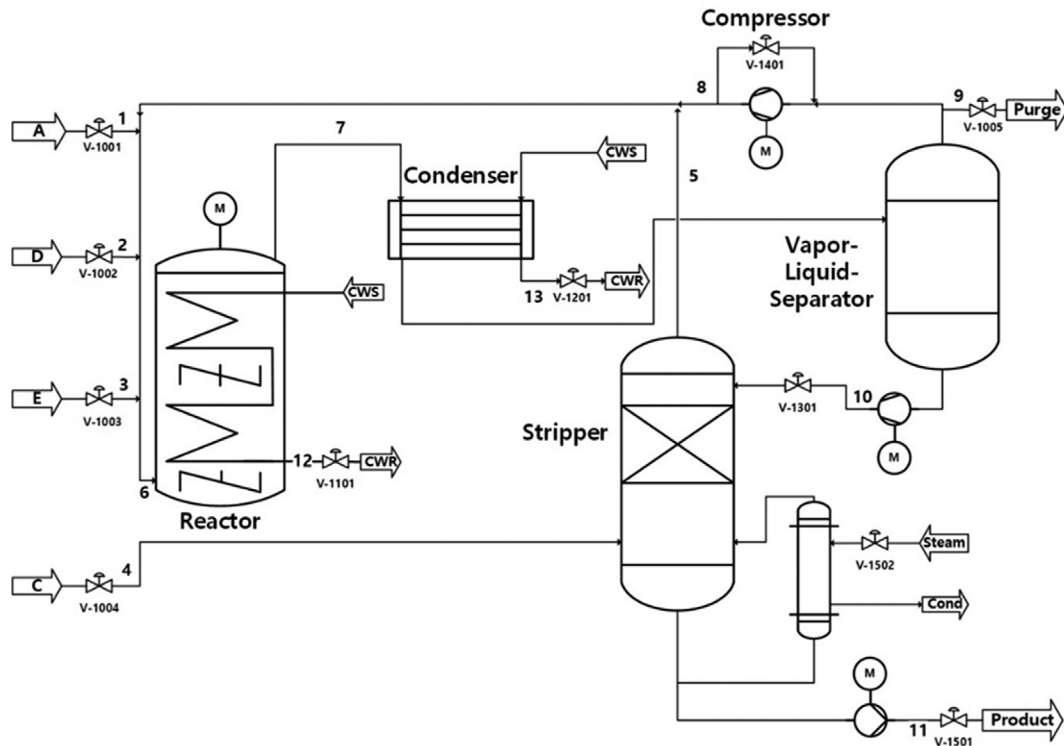 Compressor
V-1401
8
9
Purge
V-1005
M
A
1
V-1001
7
CWS
Condenser
5
M
D
2
V-1002
Vapor-
Liquid-
Separator
CWS
13
V-1201
CWR
E
3
V-1003
V-1301
10
M
Stripper
12
V-1101
CWR
6
Reactor
C
4
V-1004
V-1502
Steam
Cond
M
11
V-1501
Product